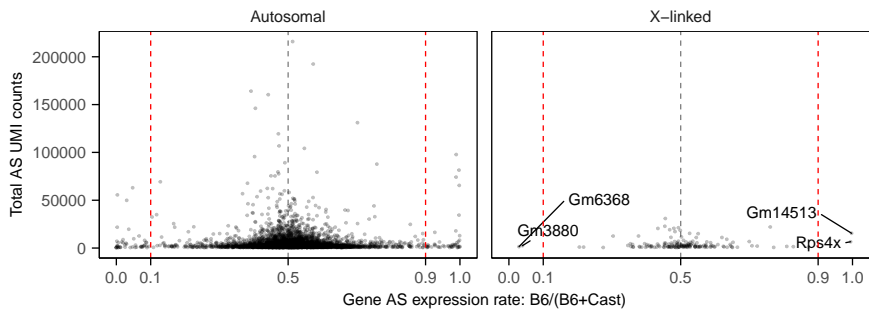 Autosomal
X−linked
Total AS UMI counts
200000
150000
100000
50000
0
Gm6368
Gm14513
Gm3880
Rps4x
0.0 0.1 0.5 0.9 1.0
0.0 0.1 0.5 0.9 1.0
Gene AS expression rate: B6/(B6+Cast)